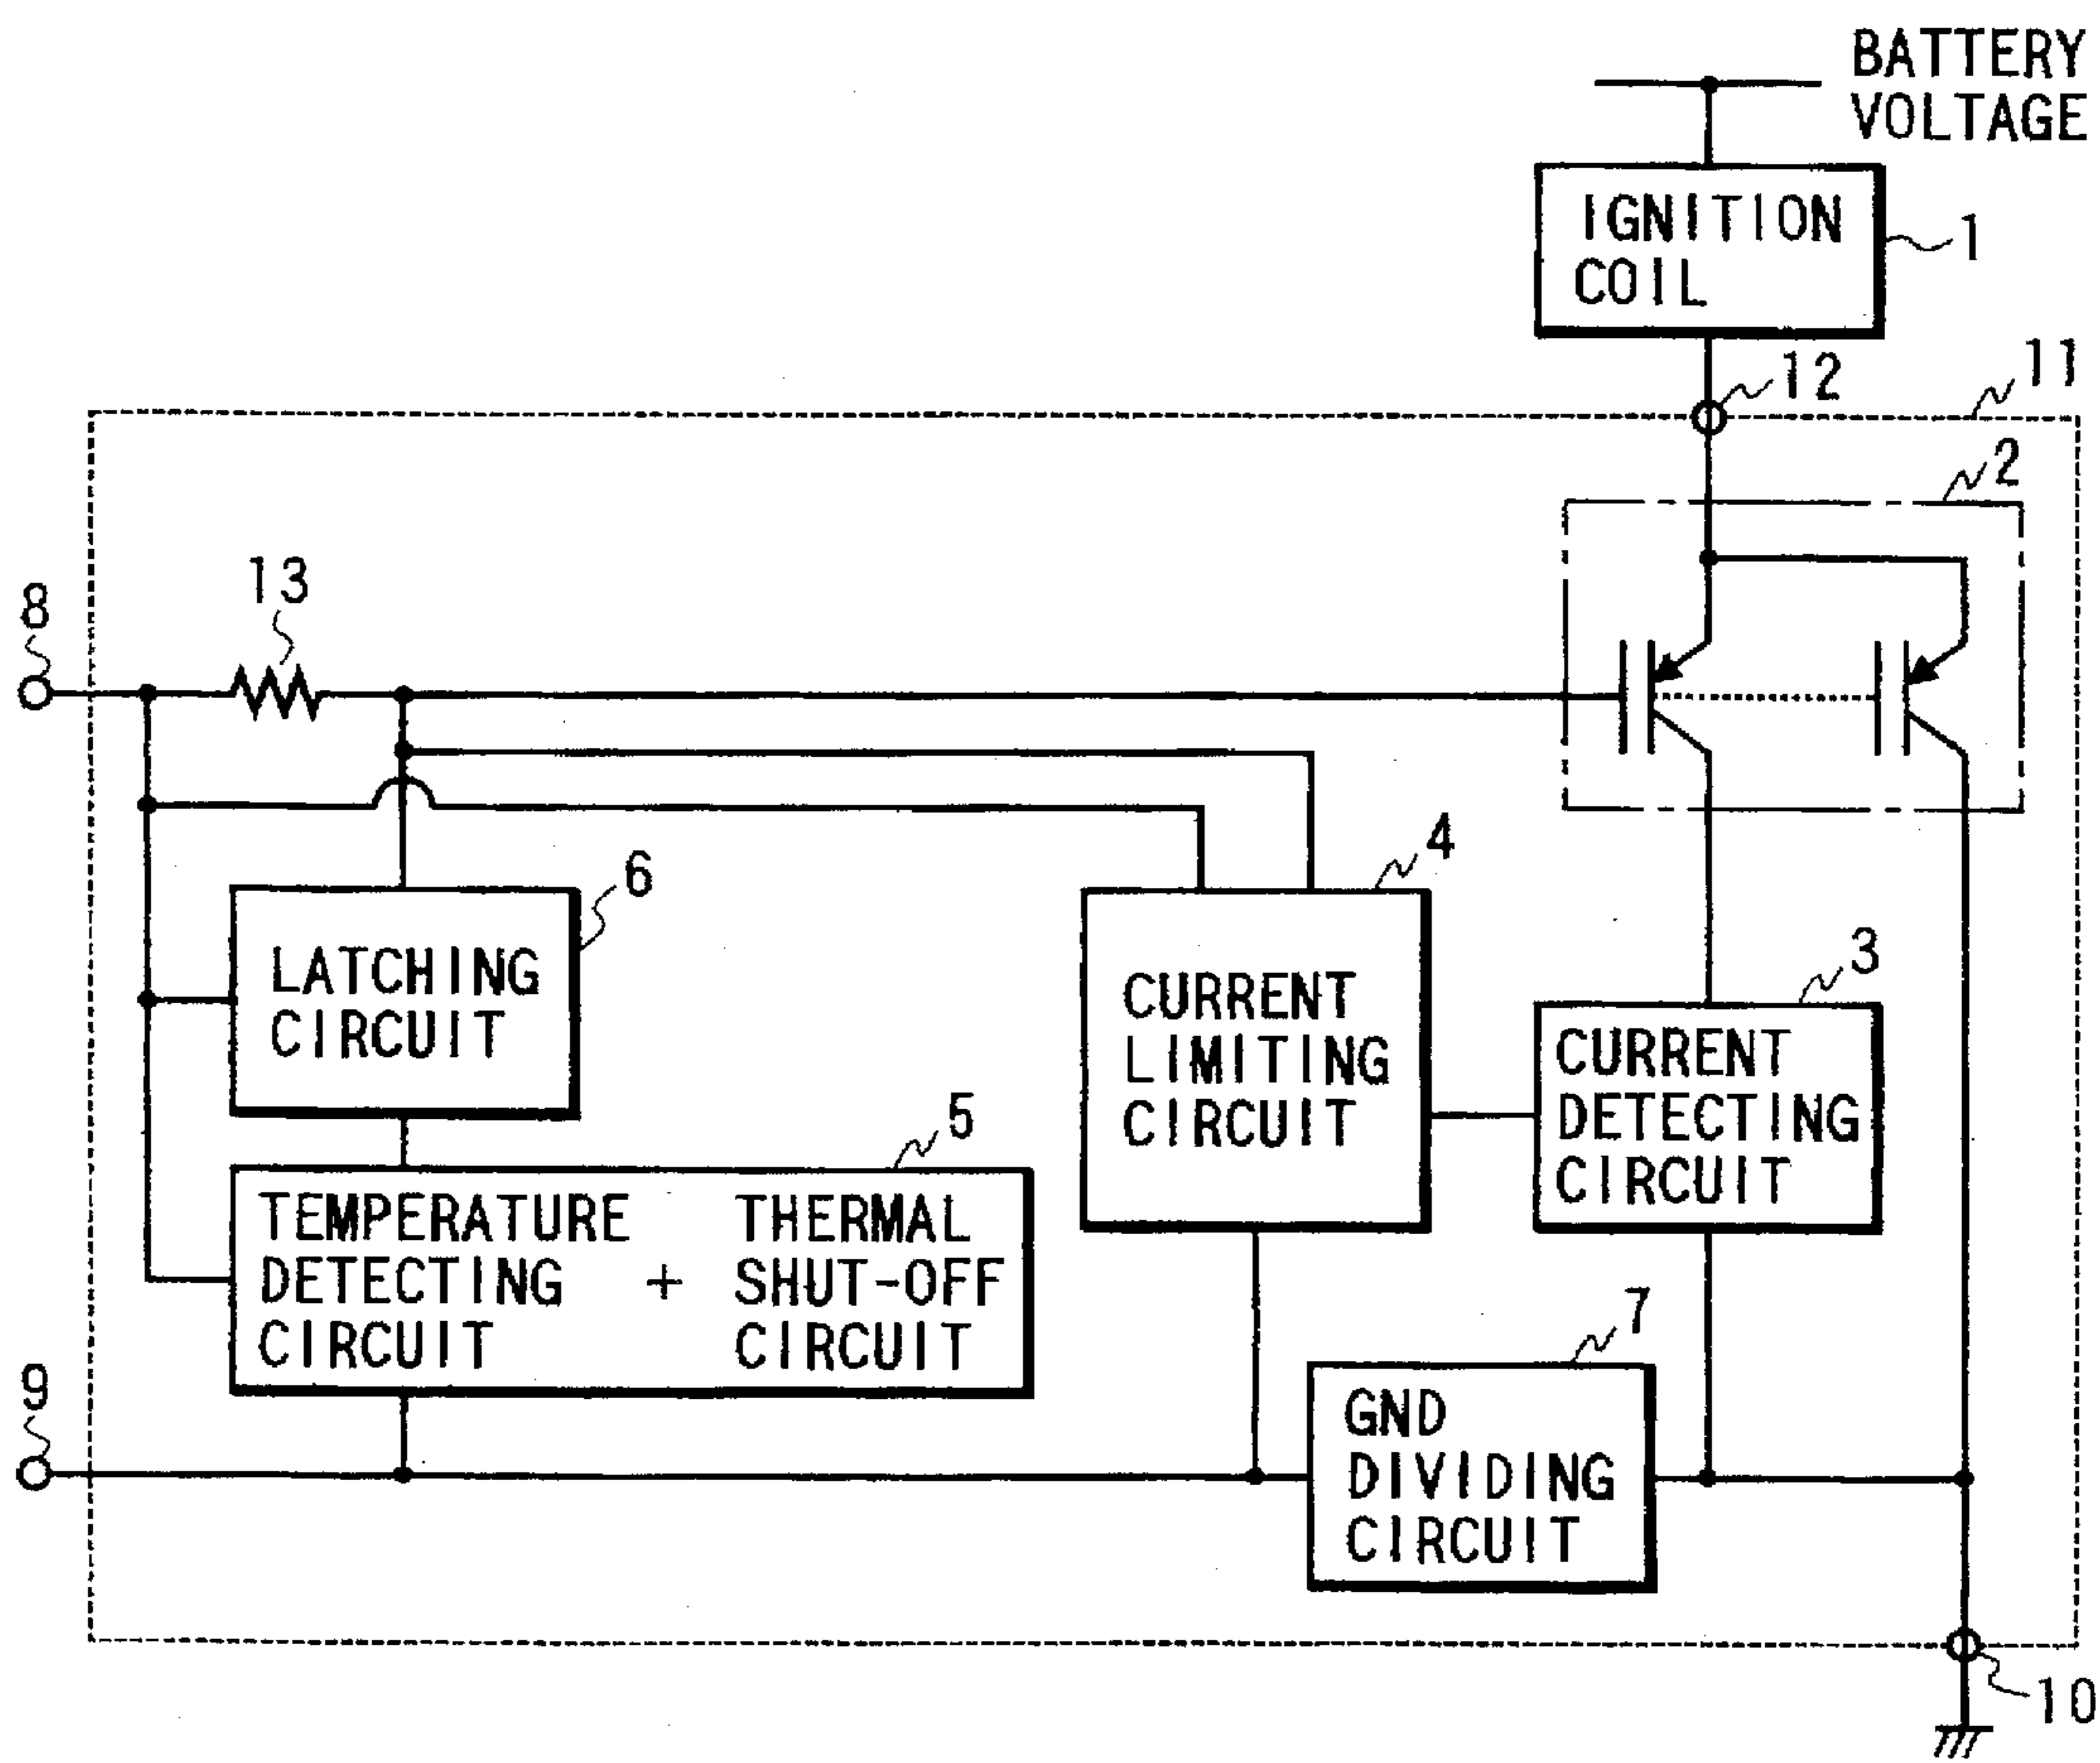 BATTERY
VOLTAGE
IGNITION
COIL
1
12
11
2
13
8
4
6
LATCHING
CIRCUIT
CURRENT
LIMITING
CIRCUIT
3
CURRENT
DETECTING
CIRCUIT
5
TEMPERATURE
DETECTING
CIRCUIT
+
THERMAL
SHUT-OFF
CIRCUIT
7
GND
DIVIDING
CIRCUIT
9
10